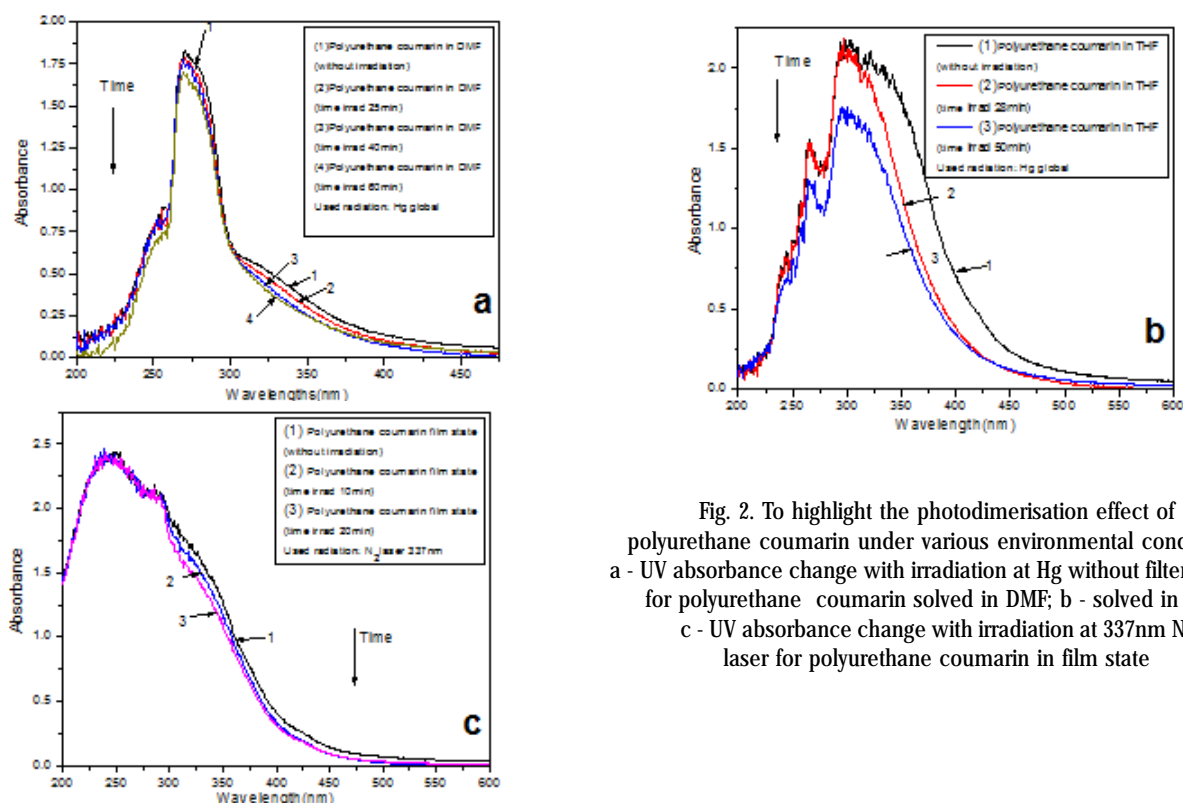 2.00
1.75
1.50
1.25
1.00
0.75
0.50
0.25
0.00
Absorbance
Time
1
(1)Polyurethane coumarin in DMF
(without irradiation)
(2)Polyurethane coumarin in DMF
(time irrad 25min)
(3)Polyurethane coumarin in DMF
(time irrad 40min)
(4)Polyurethane coumarin in DMF
(time irrad 60min)
Used radiation: Hg global
3
1
2
4
a
200 250 300 350 400 450
Wavelengths(nm)
2.0
1.5
1.0
0.5
0.0
Absorbance
Time
(1)Polyurethane coumarin in THF
(without irradiation)
(2)Polyurethane coumarin in THF
(time irrad 28min)
(3)Polyurethane coumarin in THF
(time irrad 50min)
Used radiation: Hg global
2
3
1
b
200 250 300 350 400 450 500 550 600
Wavelength(nm)
2.5
2.0
1.5
1.0
0.5
0.0
Absorbance
(1) Polyurethane coumarin film state
(without irradiation)
(2) Polyurethane coumarin film state
(time irrad 10min)
(3) Polyurethane coumarin film state
(time irrad 20min)
Used radiation: N2laser 337nm
2
3
1
Time
c
200 250 300 350 400 450 500 550 600
Wavelength(nm)
Fig. 2. To highlight the photodimerisation effect of
polyurethane coumarin under various environmental cond
a - UV absorbance change with irradiation at Hg without filter
for polyurethane coumarin solved in DMF; b - solved in
c - UV absorbance change with irradiation at 337nm N
laser for polyurethane coumarin in film state